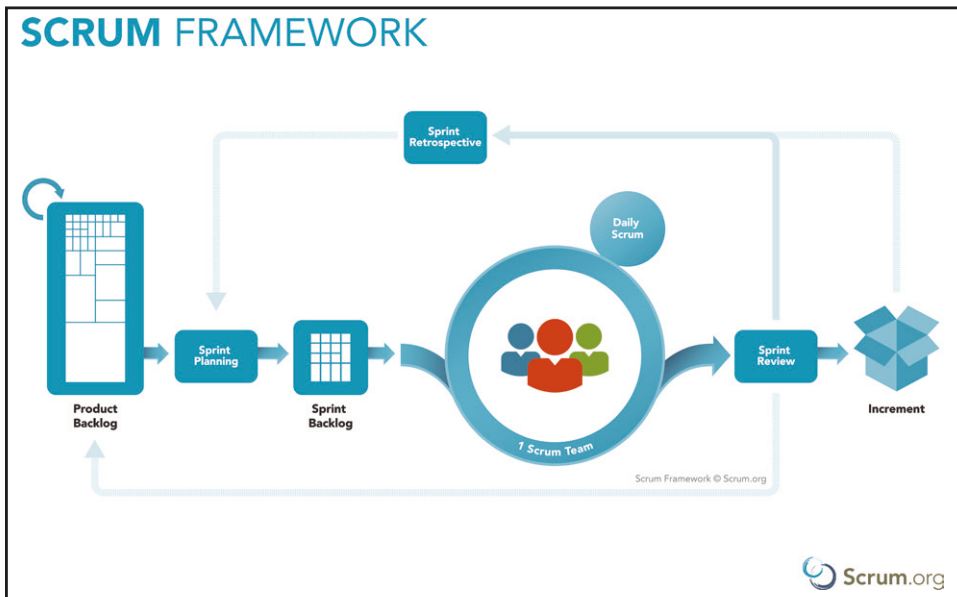 SCRUM FRAMEWORK
Sprint
Retrospective
Daily
Scrum
Sprint
Planning
Sprint
Review
Product
Backlog
Sprint
Backlog
1 Scrum Team
Increment
Scrum Framework © Scrum.org
Scrum.org